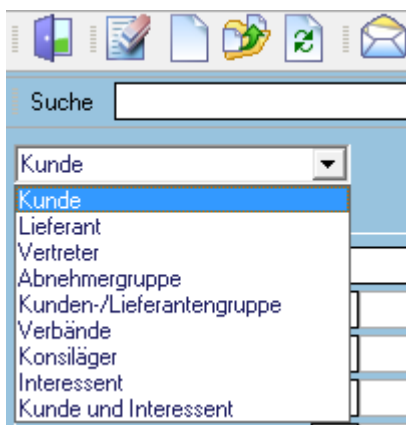 Suche
Kunde
Kunde
Lieferant
Vertreter
Abnehmergruppe
Kunden-/Lieferantengruppe
Verbände
Konsiläger
Interessent
Kunde und Interessent